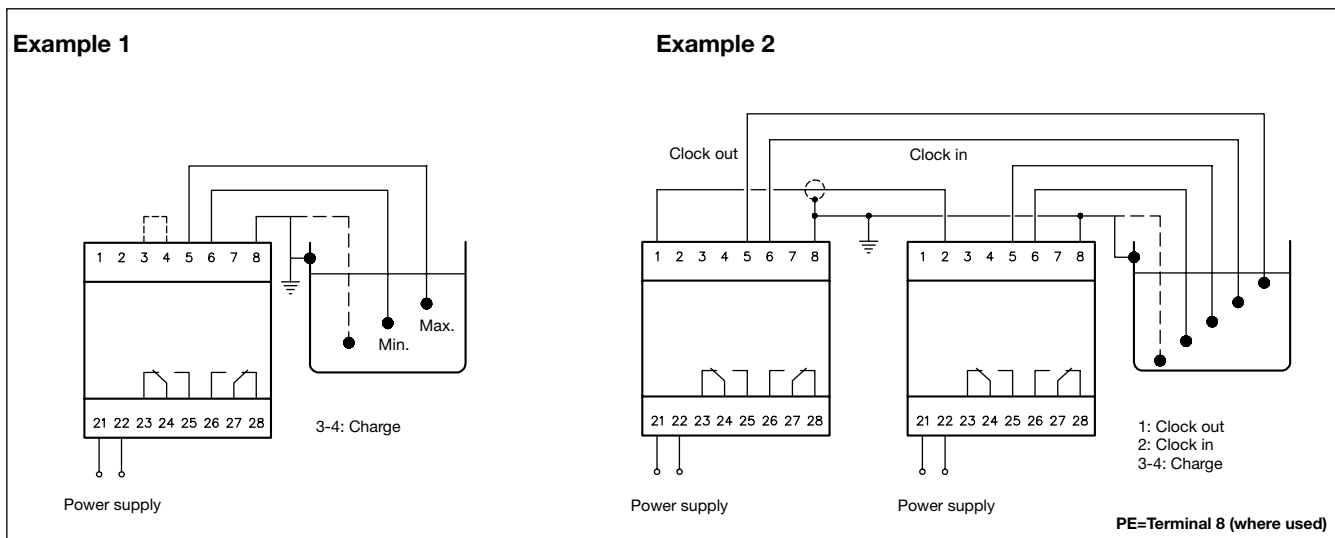 Example 1
Example 2
Clock out
Clock in
1 2 3 4 5 6 7 8
1 2 3 4 5 6 7 8
1 2 3 4 5 6 7 8
Max.
Min.
21 22 23 24 25 26 27 28
3-4: Charge
21 22 23 24 25 26 27 28
21 22 23 24 25 26 27 28
1: Clock out
2: Clock in
3-4: Charge
Power supply
Power supply
Power supply
PE=Terminal 8 (where used)